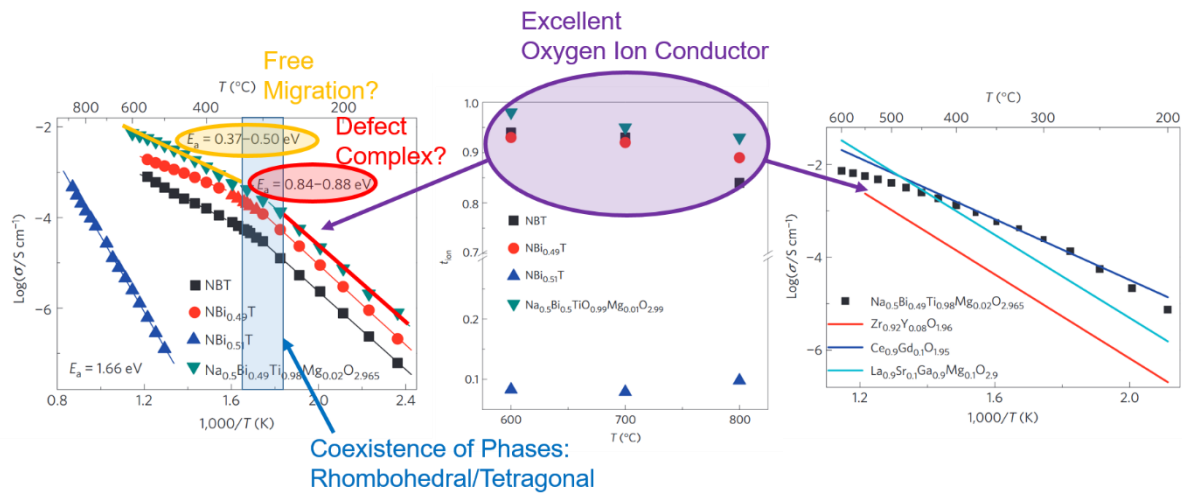 Excellent
Oxygen Ion Conductor
Free
Migration?
Defect
Complex?
T (°C)
800 600 400 200
Eₐ = 0.37–0.50 eV
Eₐ = 0.84–0.88 eV
Log(σ/S cm⁻¹)
−2
−4
−6
NBT
NBi₀.₄₉T
NBi₀.₅₁T
Na₀.₅Bi₀.₄₉Ti₀.₉₈Mg₀.₀₂O₂.₉₆₅
Eₐ = 1.66 eV
0.8 1.2 1.6 2.0 2.4
1,000/T (K)
Coexistence of Phases:
Rhombohedral/Tetragonal
1.0
0.9
0.8
0.7
0.2
0.1
tᵢₒₙ
NBT
NBi₀.₄₉T
NBi₀.₅₁T
Na₀.₅Bi₀.₅TiO₀.₉₉Mg₀.₀₁O₂.₉₉
600 700 800
T (°C)
T (°C)
600 500 400 300 200
Log(σ/S cm⁻¹)
−2
−4
−6
Na₀.₅Bi₀.₄₉Ti₀.₉₈Mg₀.₀₂O₂.₉₆₅
Zr₀.₉₂Y₀.₀₈O₁.₉₆
Ce₀.₉Gd₀.₁O₁.₉₅
La₀.₉Sr₀.₁Ga₀.₉Mg₀.₁O₂.₉
1.2 1.6 2.0
1,000/T (K)